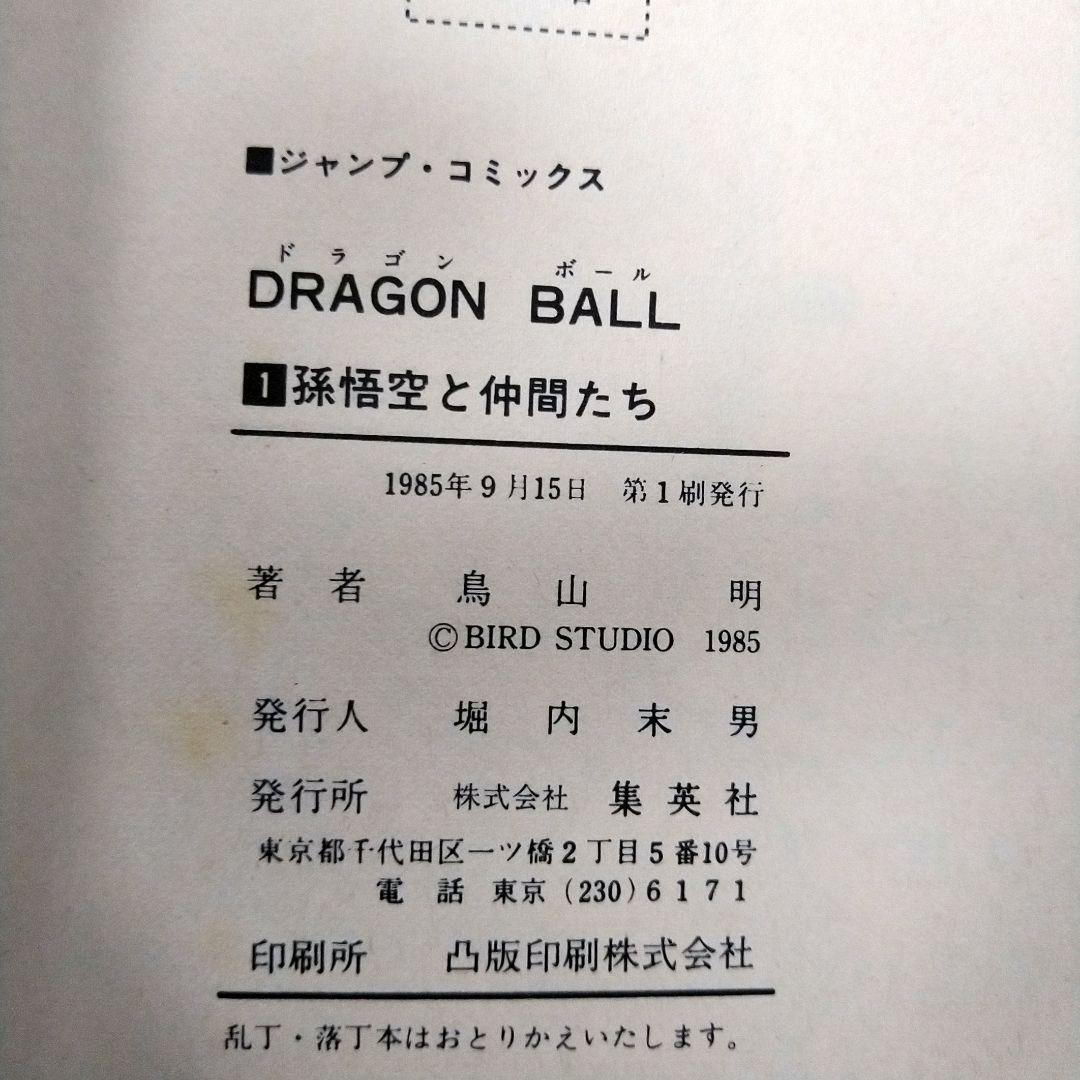 ■ジャンプ・コミックス
ドラゴン ボール
DRAGON BALL
1 孫悟空と仲間たち
1985年9月15日 第1刷発行
著者 鳥山 明
©BIRD STUDIO 1985
発行人 堀内末男
発行所 株式会社 集英社
東京都千代田区一ツ橋2丁目5番10号
電話 東京(230)6171
印刷所 凸版印刷株式会社
乱丁・落丁本はおとりかえいたします。